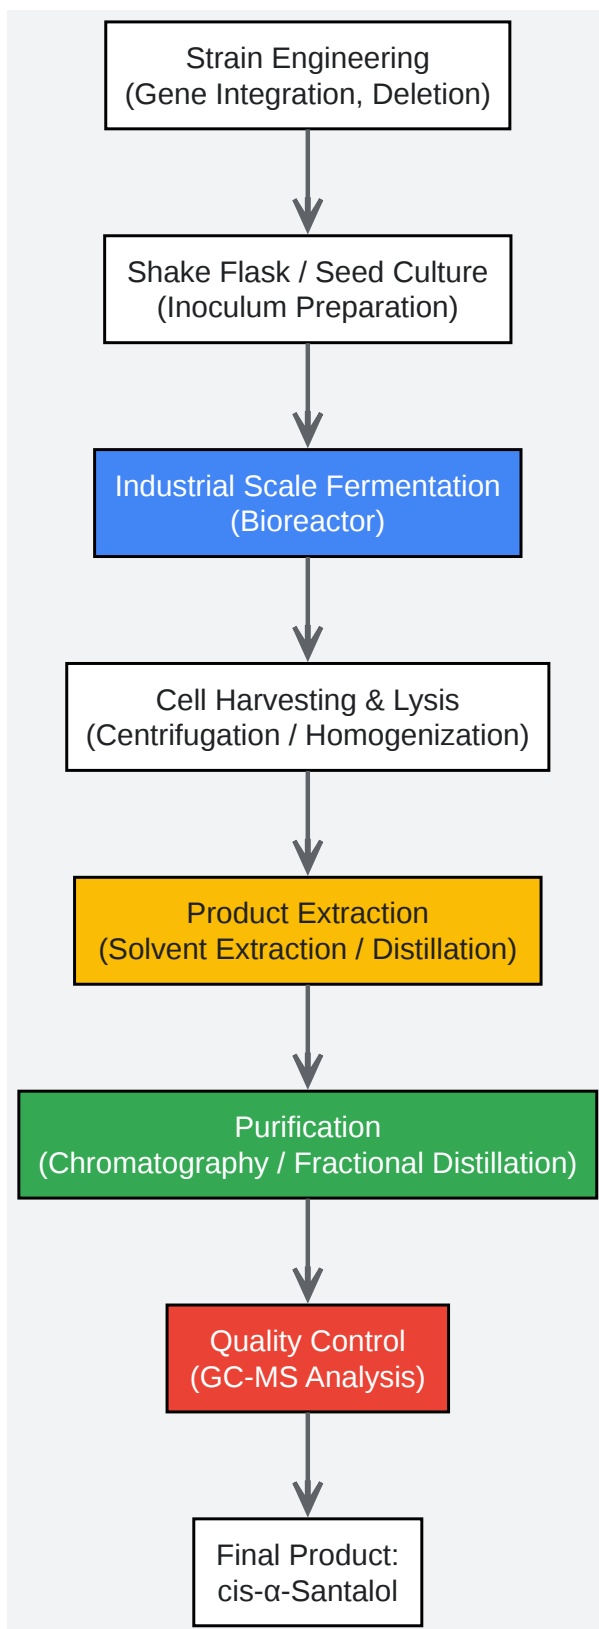 Strain Engineering
(Gene Integration, Deletion)
Shake Flask / Seed Culture
(Inoculum Preparation)
Industrial Scale Fermentation
(Bioreactor)
Cell Harvesting & Lysis
(Centrifugation / Homogenization)
Product Extraction
(Solvent Extraction / Distillation)
Purification
(Chromatography / Fractional Distillation)
Quality Control
(GC-MS Analysis)
Final Product:
cis-α-Santalol